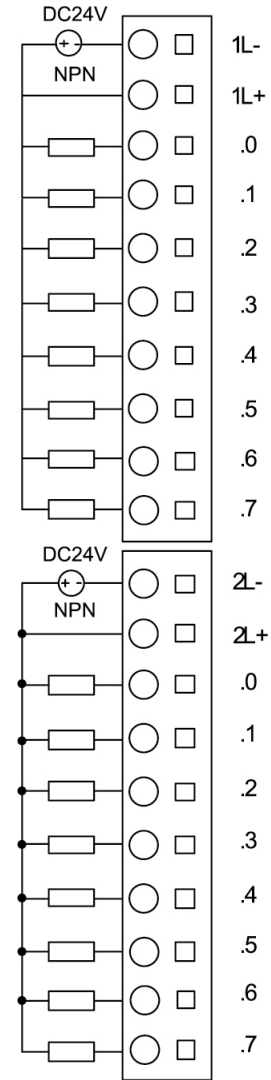 DC24V
+ -
1L-
NPN
1L+
.0
.1
.2
.3
.4
.5
.6
.7
DC24V
+ -
2L-
NPN
2L+
.0
.1
.2
.3
.4
.5
.6
.7